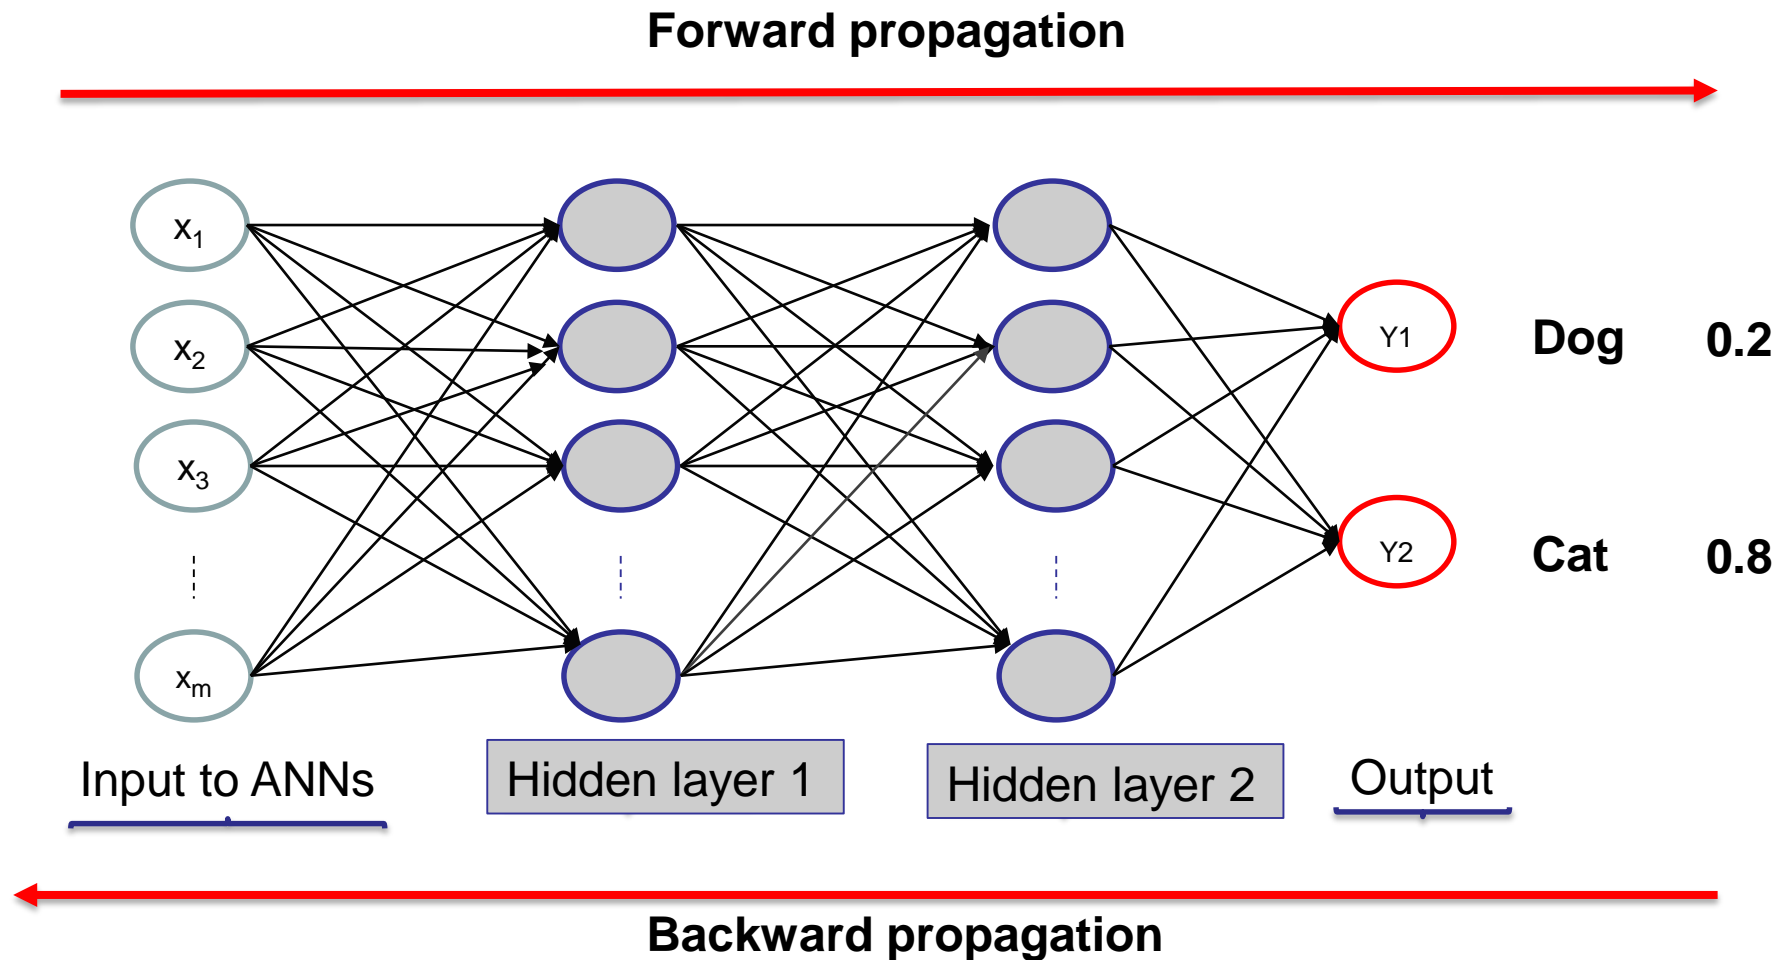 Forward propagation
x1
x2
Y1 Dog 0.2
x3
Y2 Cat 0.8
xm
Input to ANNs Hidden layer 1 Hidden layer 2 Output
Backward propagation